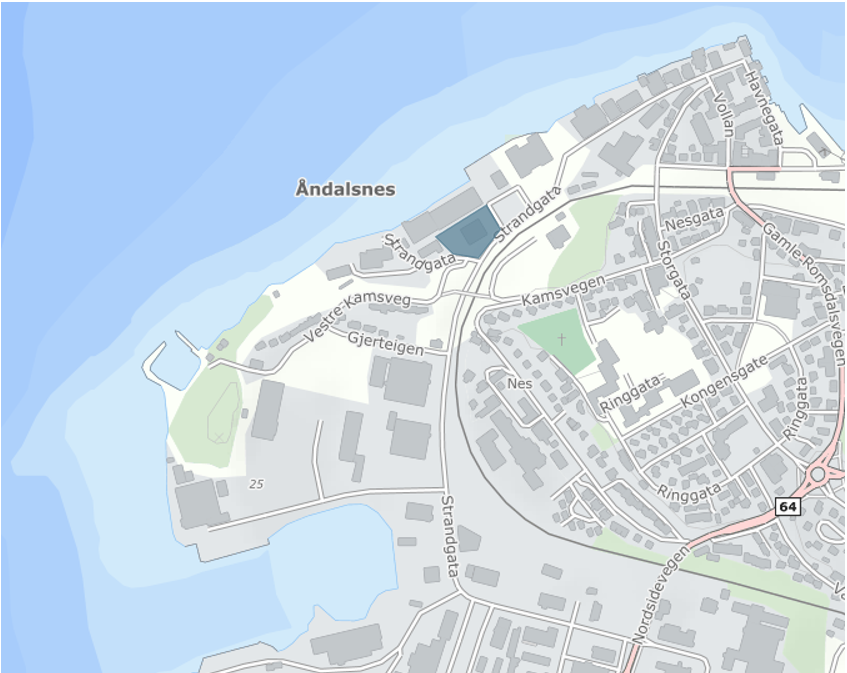 Havnegata
Vollan
Åndalsnes
Strandgata
Nesgata
Strandgata
Storgata
Gamle-Romsdalsvegen
Kamsvegen
Vestre-Kamsveg
Gjerteigen
Nes
Ringgata
Kongensgate
Ringgata
25
Ringgata
64
Strandgata
Nordsidevegen